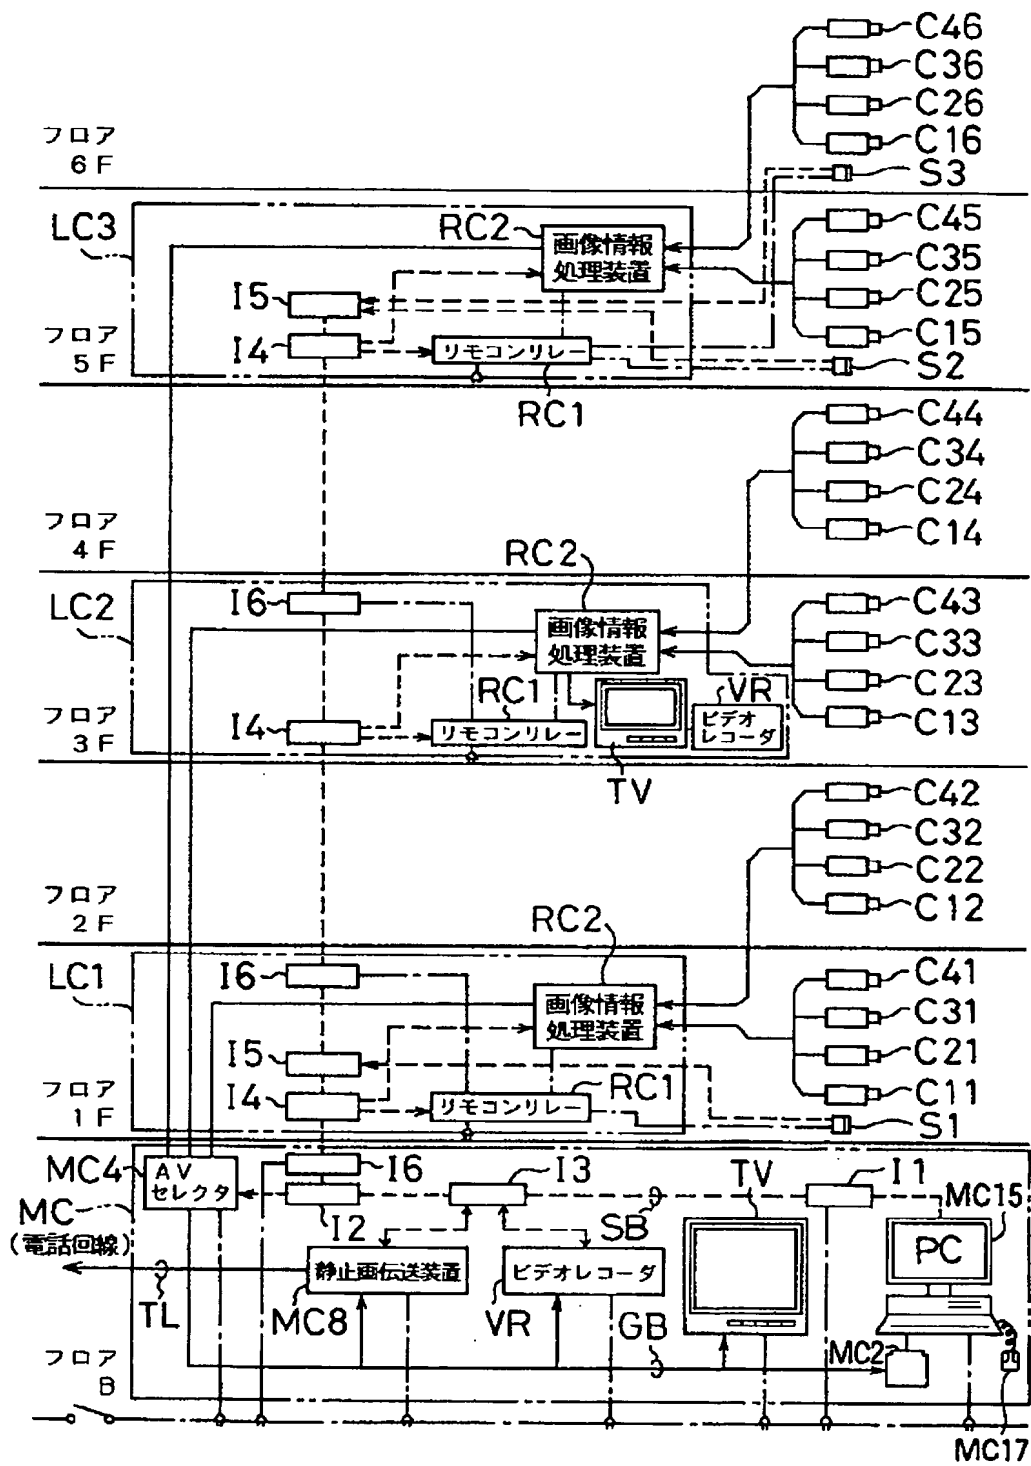 C46
C36
C26
C16
フロア
6F
S3
LC3
RC2
画像情報
処理装置
C45
C35
C25
C15
I5
I4
リモコンリレー
フロア
5F
S2
RC1
C44
C34
C24
C14
フロア
4F
RC2
LC2
I6
画像情報
処理装置
C43
C33
C23
C13
RC1
VR
I4
リモコンリレー
ビデオ
レコーダ
フロア
3F
TV
C42
C32
C22
C12
フロア
2F
RC2
LC1
I6
画像情報
処理装置
C41
C31
C21
C11
I5
I4
RC1
リモコンリレー
フロア
1F
S1
MC4
AV
セレクタ
I6
I3
TV
I1
MC15
MC
I2
SB
PC
(電話回線)
静止画伝送装置
ビデオレコーダ
TL
MC8
VR
GB
MC2
フロア
B
MC17